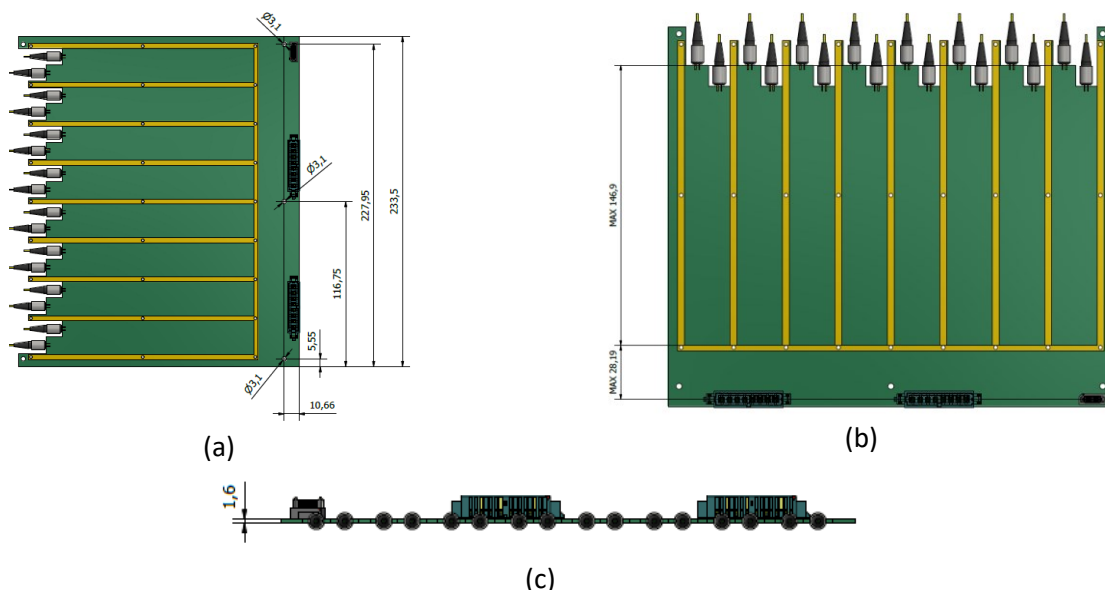 Ø3,1
Ø3,1
Ø3,1
5,55
116,75
227,95
233,5
10,66
(a)
MAX 146,9
MAX 28,19
(b)
1,6
(c)